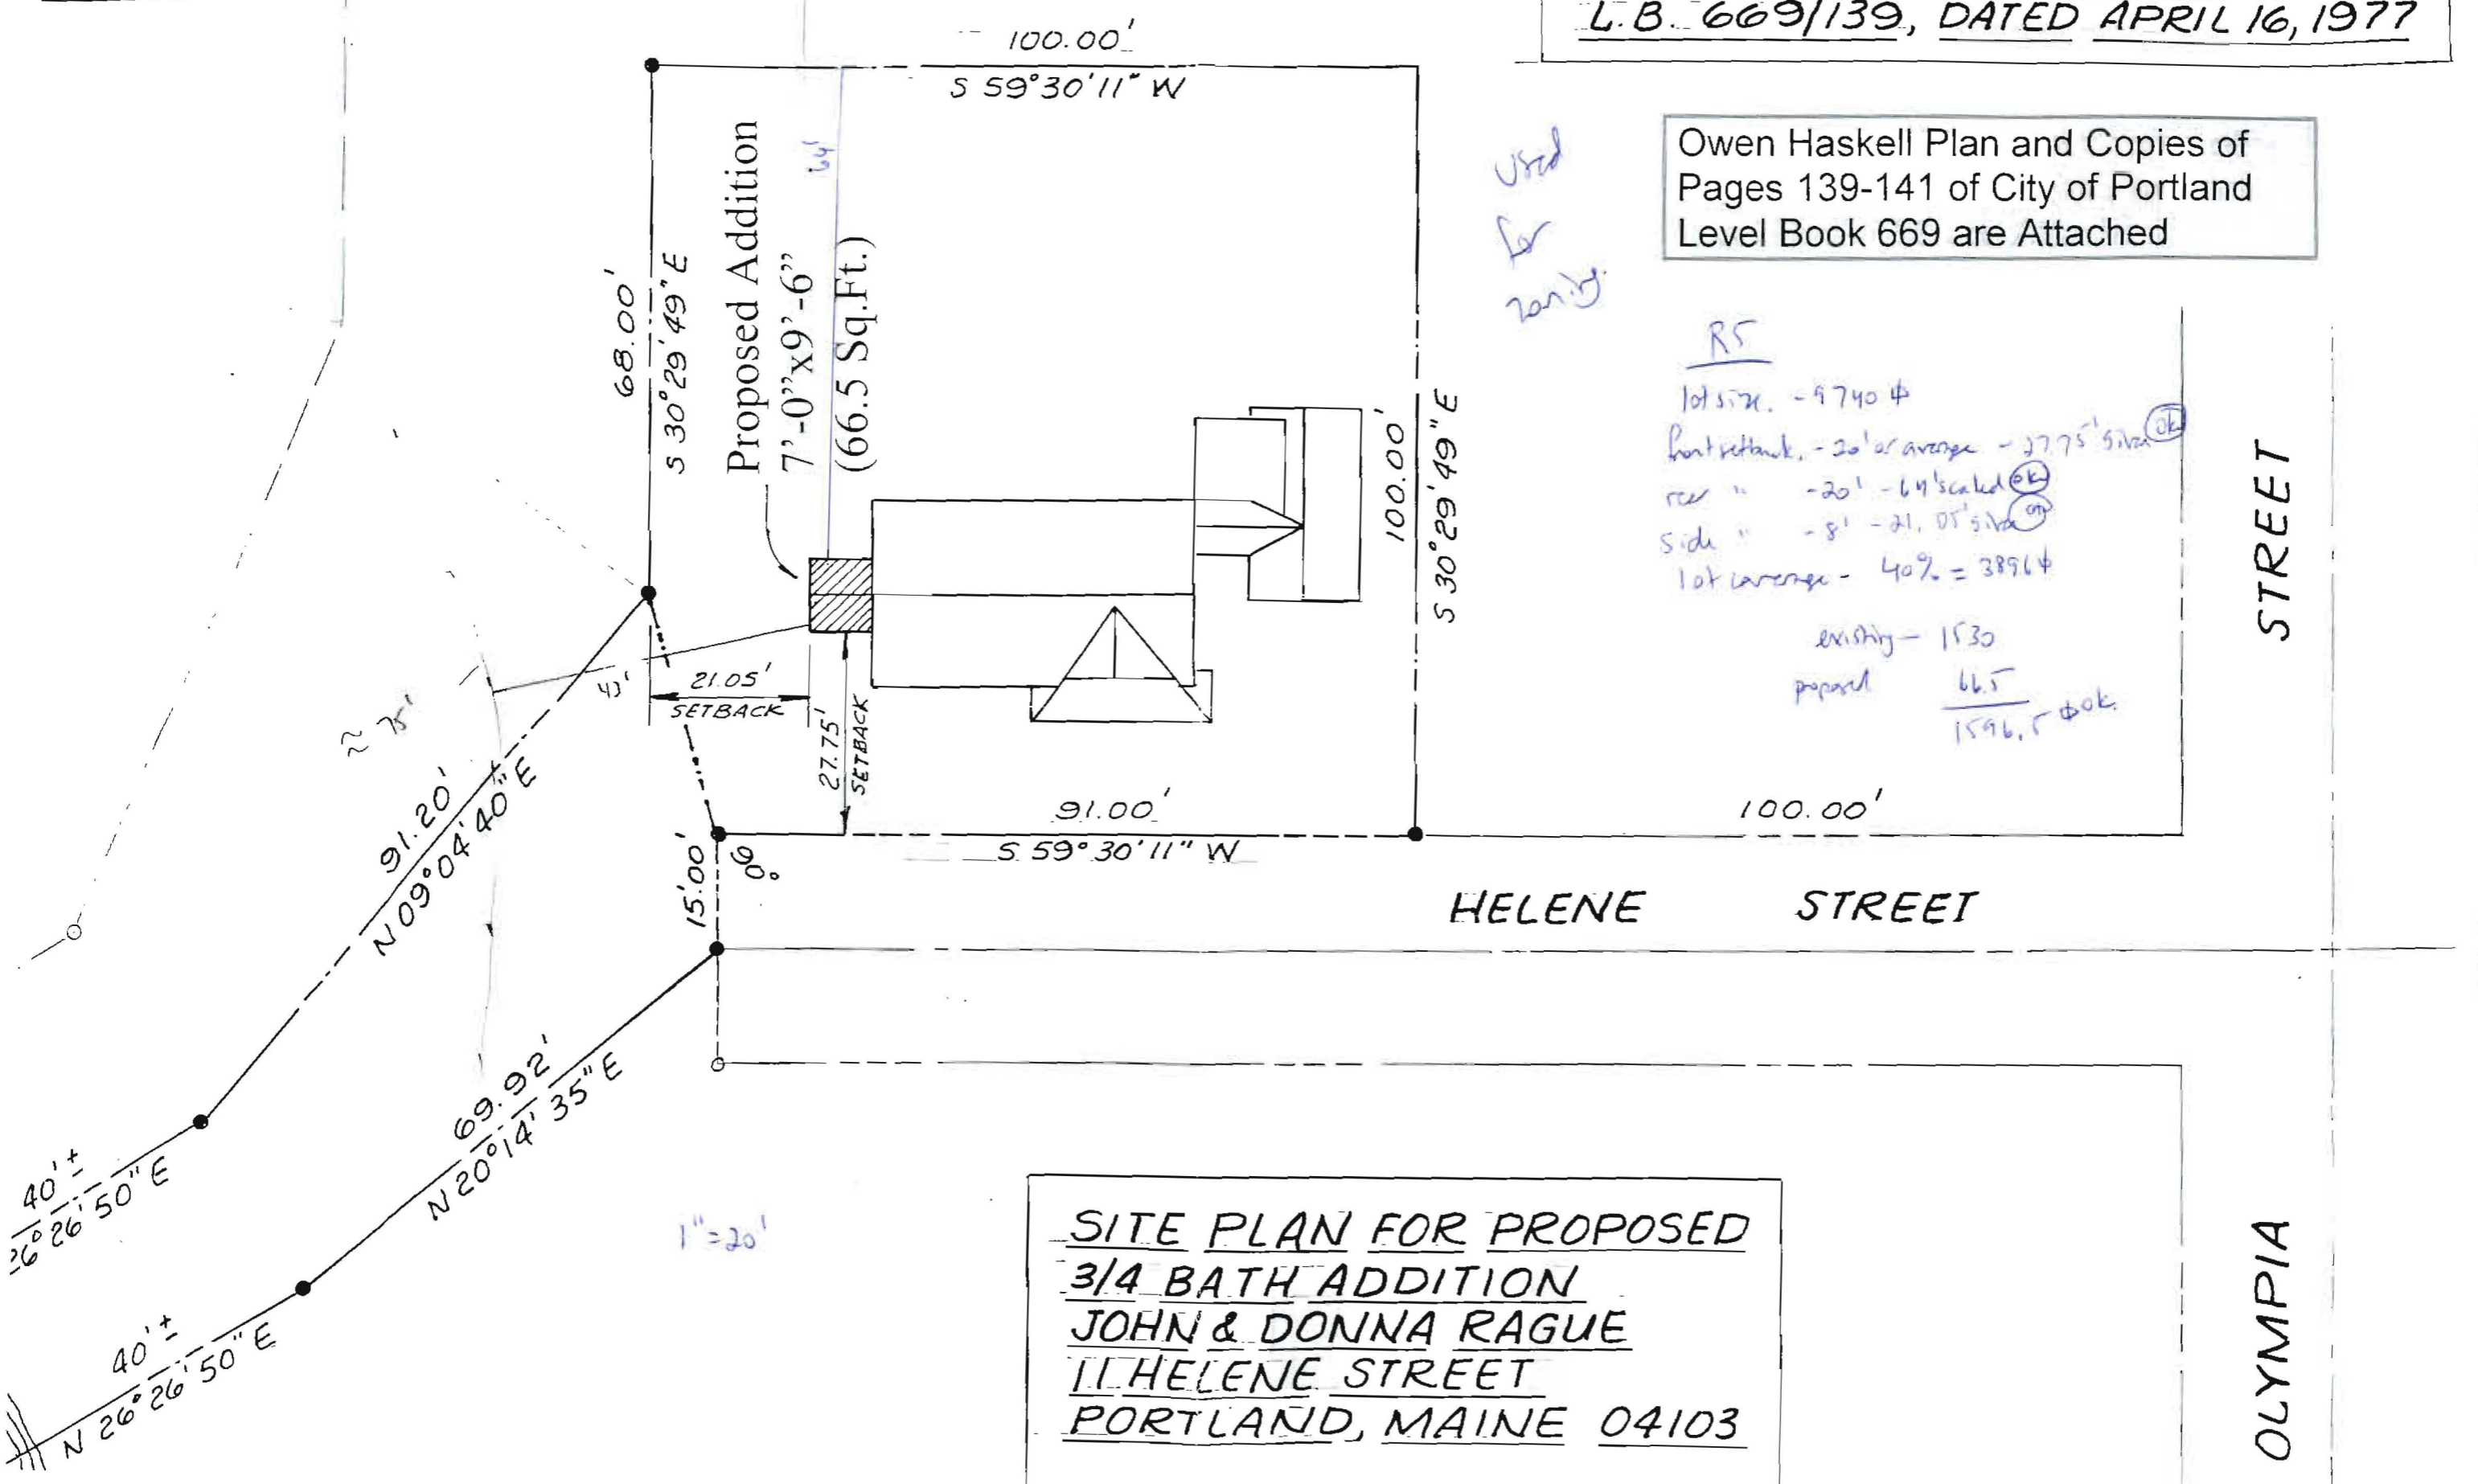 L.B. 669/139, DATED APRIL 16, 1977
100.00'
S 59°30'11" W
Owen Haskell Plan and Copies of
Pages 139-141 of City of Portland
Level Book 669 are Attached
Used
for
zoning.
68.00'
S 30°29'49" E
Proposed Addition
7'-0"x9'-6"
(66.5 Sq.Ft.)
64'
100.00'
S 30°29'49" E
R5
lot size. - 9740 ⌽
front setback. - 20' or average - 27.75' given ok
rear " - 20' - 64' scaled ok
side " - 8' - 21.05' given ok
lot coverage - 40% = 3896 ⌽
existing - 1530
proposed 66.5
1596.5 ⌽ ok.
STREET
43'
21.05'
SETBACK
27.75'
SETBACK
≈ 75'
91.20'
N 09°04'40" E
91.00'
S 59°30'11" W
100.00'
15.00'
90°
HELENE STREET
69.92'
N 20°14'35" E
40'±
26°26'50" E
40'±
N 26°26'50" E
1"=20'
SITE PLAN FOR PROPOSED
3/4 BATH ADDITION
JOHN & DONNA RAGUE
11 HELENE STREET
PORTLAND, MAINE 04103
OLYMPIA